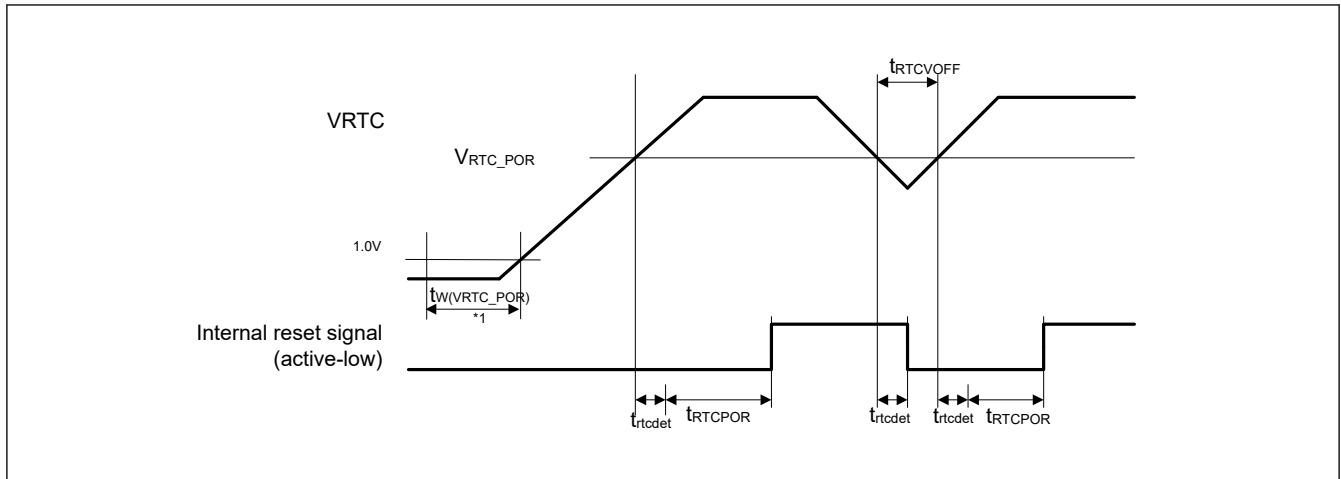 tRTCVOFF
VRTC
VRTC_POR
1.0V
tW(VRTC_POR)
*1
Internal reset signal
(active-low)
trtcdet tRTCPOR trtcdet trtcdet tRTCPOR